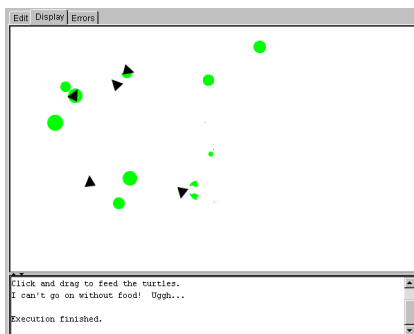 Edit Display Errors
Click and drag to feed the turtles.
I can't go on without food!  Uggh...
Execution finished.